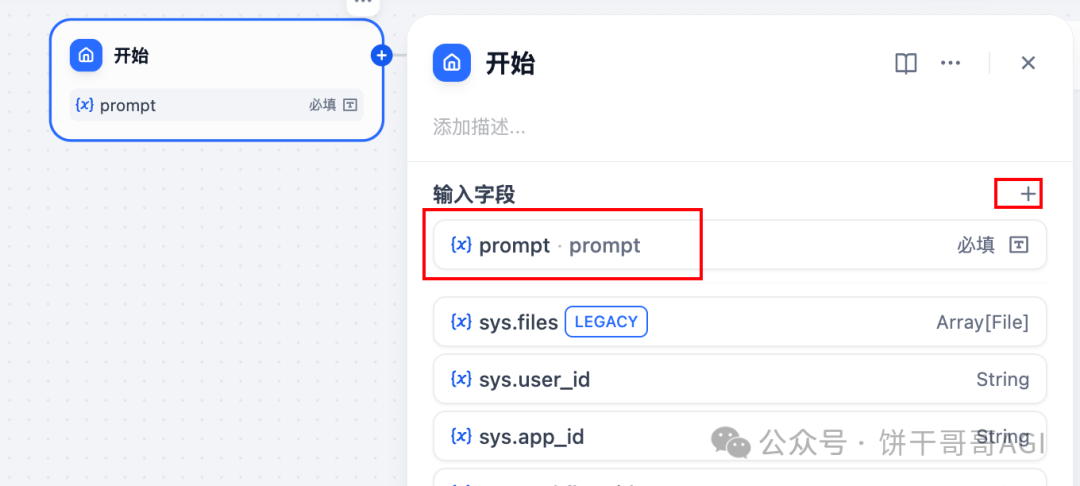 开始
{x} prompt 必填
开始
添加描述...
输入字段
{x} prompt · prompt 必填
{x} sys.files LEGACY Array[File]
{x} sys.user_id String
{x} sys.app_id String
公众号 · 饼干哥哥AGI